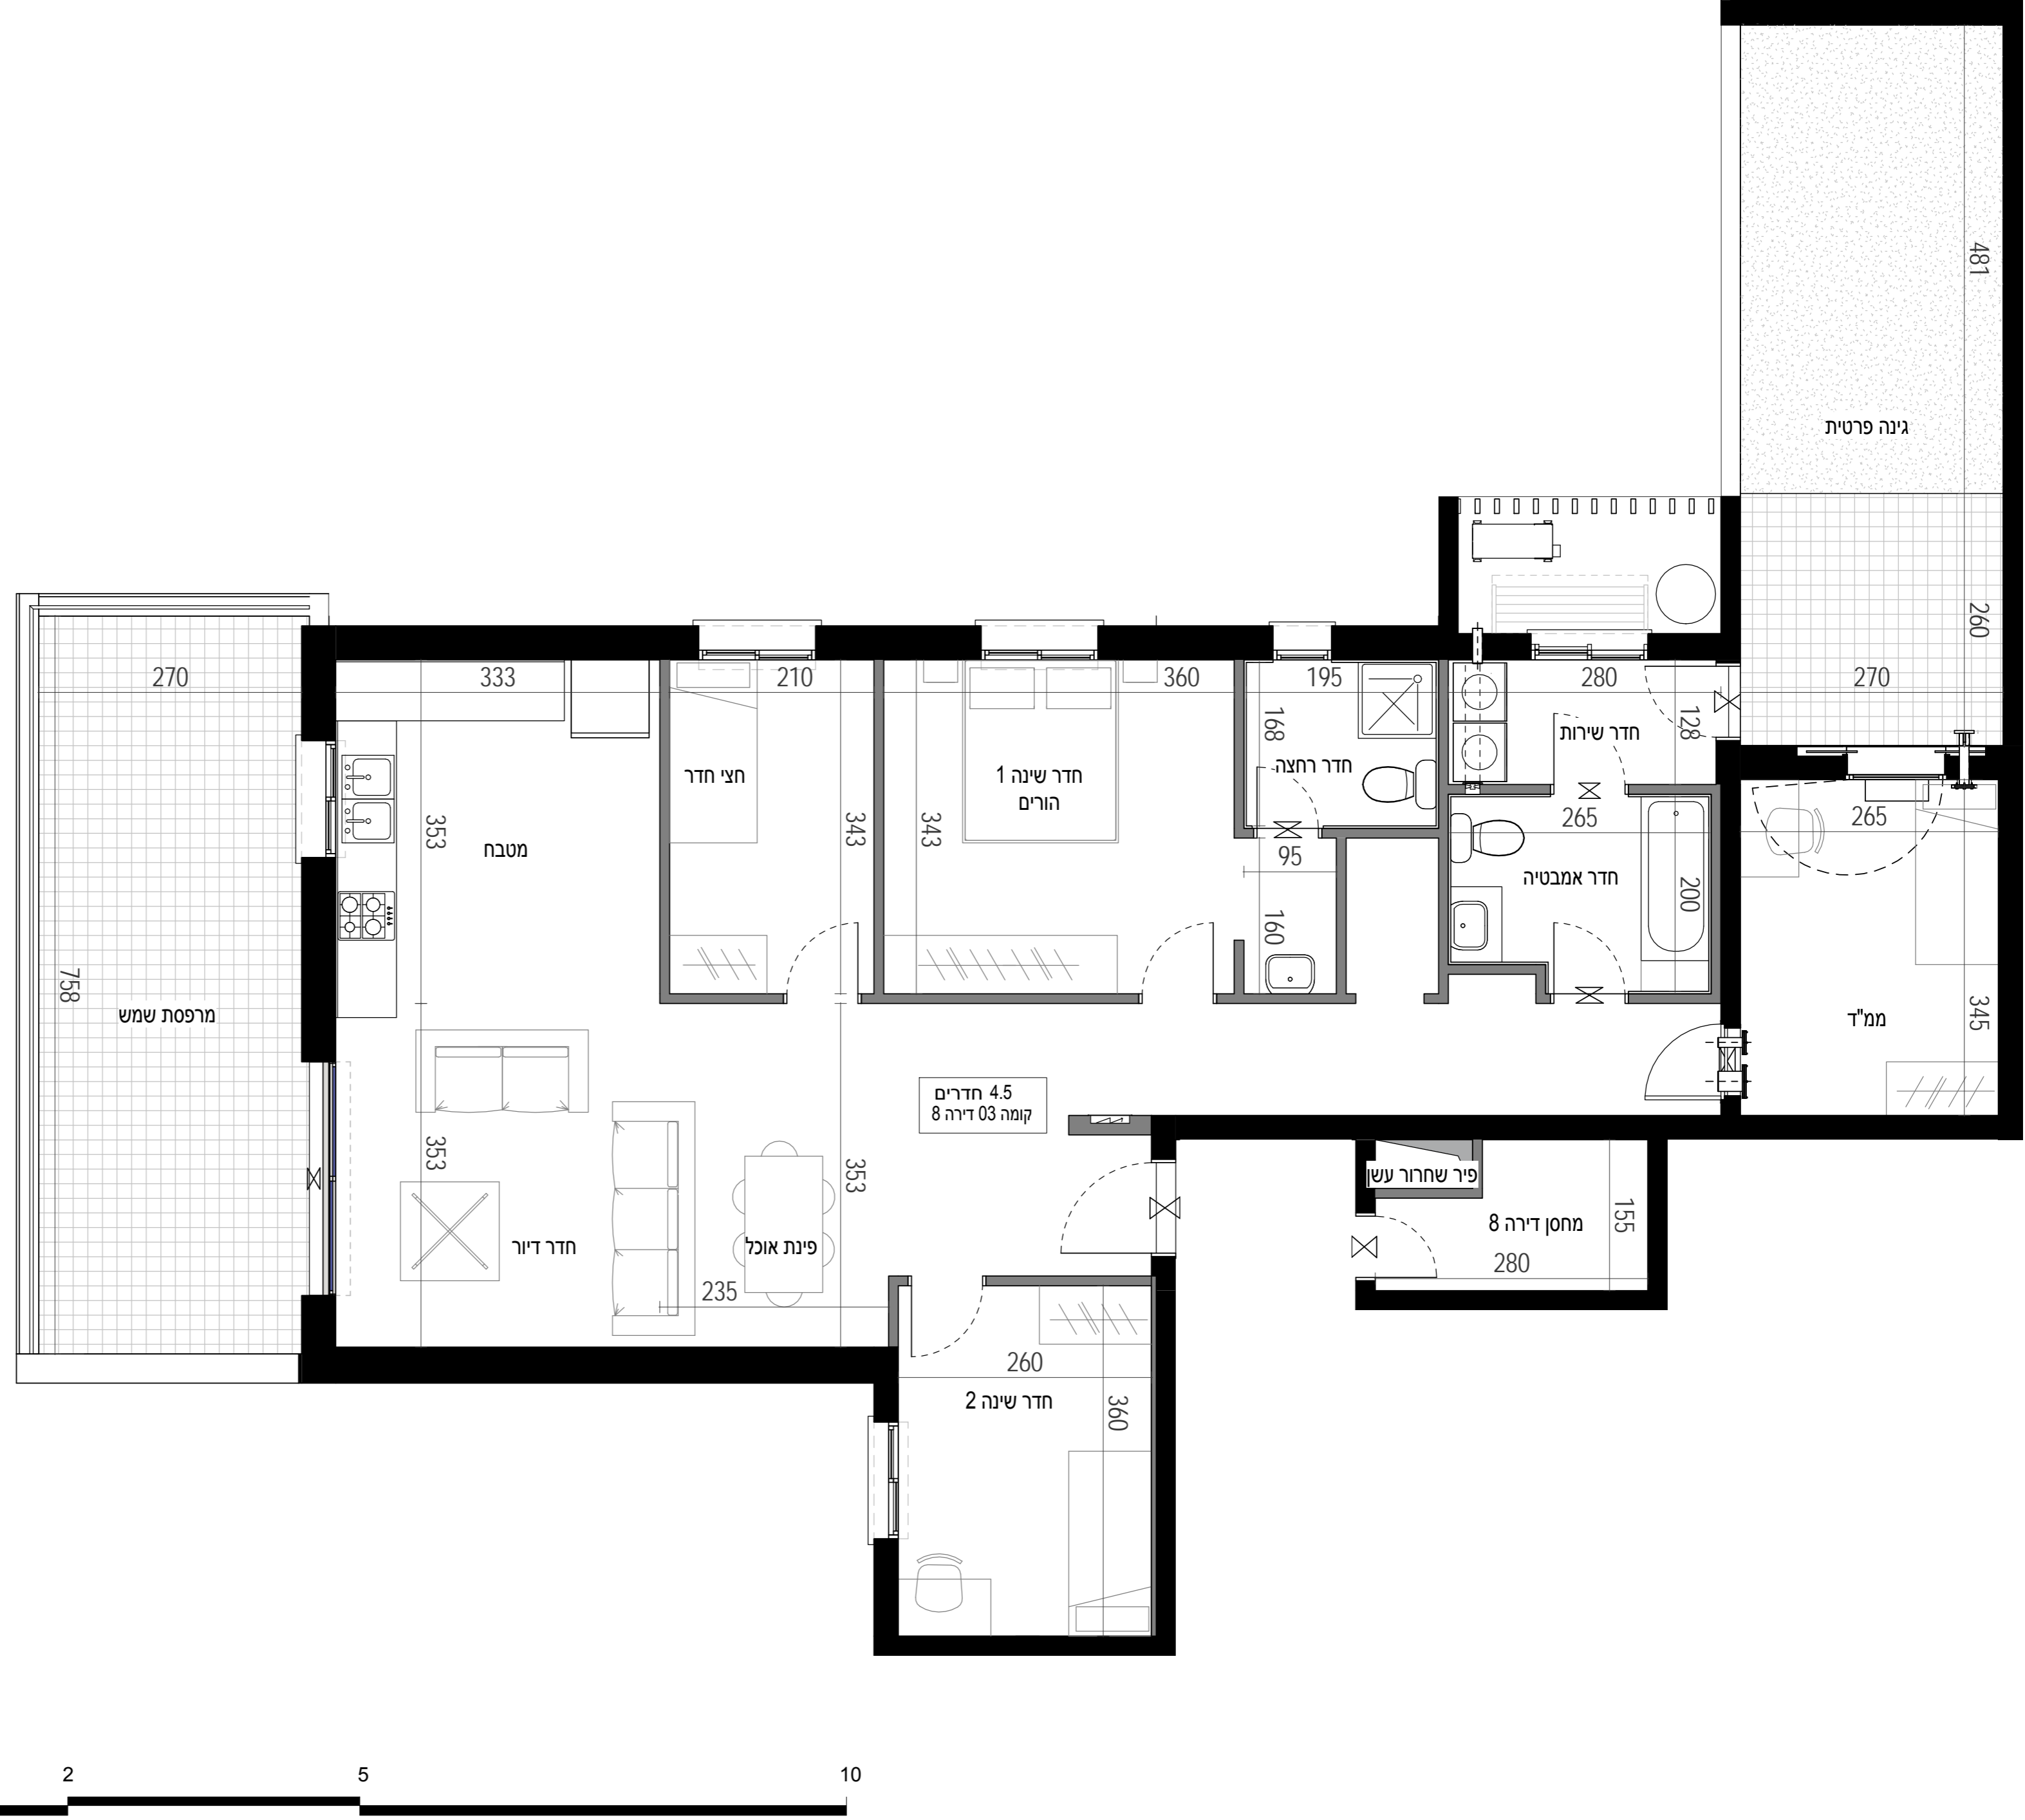 481
גינה פרטית
260
270
333
210
360
195
280
270
168
128
חדר שירות
חדר רחצה
חצי חדר
חדר שינה 1
הורים
353
343
343
265
265
מטבח
95
חדר אמבטיה
200
160
758
מרפסת שמש
345
ממ"ד
4.5 חדרים
קומה 03 דירה 8
353
353
פיר שחרור עשן
155
מחסן דירה 8
חדר דיור
פינת אוכל
280
235
260
חדר שינה 2
360
2 5 10